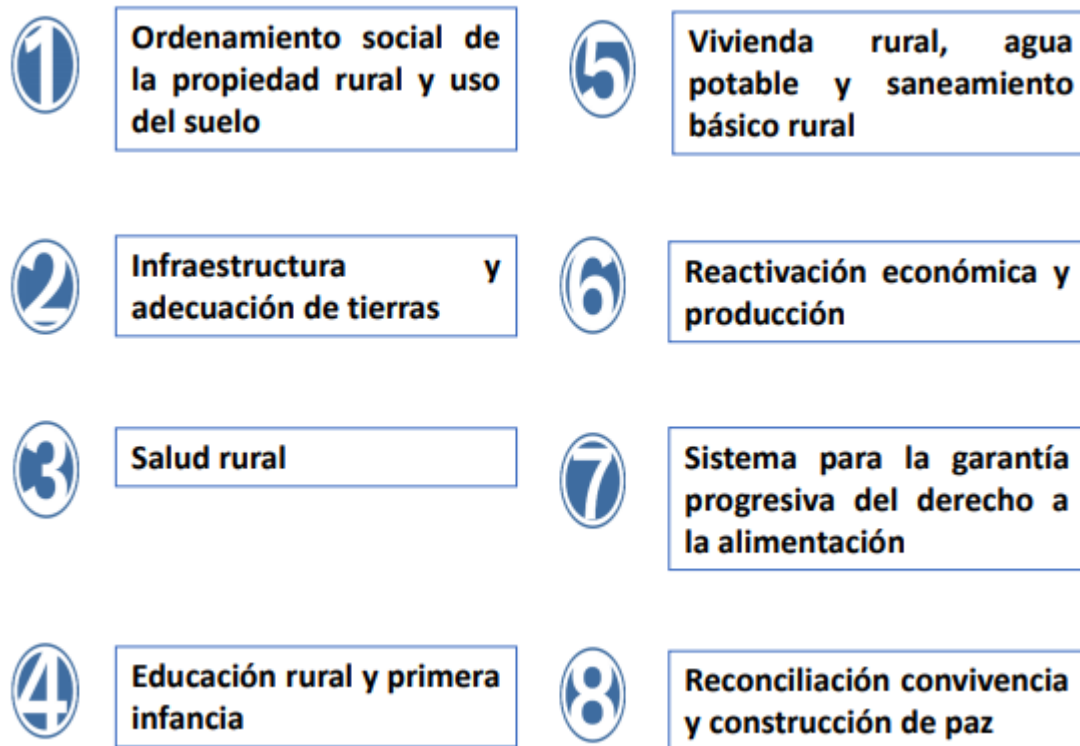 1
Ordenamiento social de
la propiedad rural y uso
del suelo
2
Infraestructura y
adecuación de tierras
3
Salud rural
4
Educación rural y primera
infancia
5
Vivienda rural, agua
potable y saneamiento
básico rural
6
Reactivación económica y
producción
7
Sistema para la garantía
progresiva del derecho a
la alimentación
8
Reconciliación convivencia
y construcción de paz